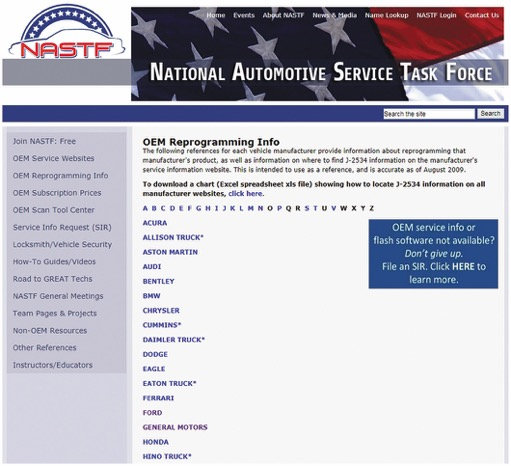 NASTF
Home Events About NASTF News & Media Name Lookup NASTF Login Contact Us
NATIONAL AUTOMOTIVE SERVICE TASK FORCE
Search the site Search
Join NASTF: Free
OEM Service Websites
OEM Reprogramming Info
OEM Subscription Prices
OEM Scan Tool Center
Service Info Request (SIR)
Locksmith/Vehicle Security
How-To Guides/Videos
Road to GREAT Techs
NASTF General Meetings
Team Pages & Projects
Non-OEM Resources
Other References
Instructors/Educators
OEM Reprogramming Info
The following references for each vehicle manufacturer provide information about reprogramming that
manufacturer's product, as well as information on where to find J-2534 information on the manufacturer's
service information website. This is intended to use as a reference, and is accurate as of August 2009.
To download a chart (Excel spreadsheet xls file) showing how to locate J-2534 information on all
manufacturer websites, click here.
A B C D E F G H I J K L M N O P Q R S T U V W X Y Z
ACURA
ALLISON TRUCK*
ASTON MARTIN
AUDI
BENTLEY
BMW
CHRYSLER
CUMMINS*
DAIMLER TRUCK*
DODGE
EAGLE
EATON TRUCK*
FERRARI
FORD
GENERAL MOTORS
HONDA
HINO TRUCK*
OEM service info or
flash software not available?
Don't give up.
File an SIR. Click HERE to
learn more.